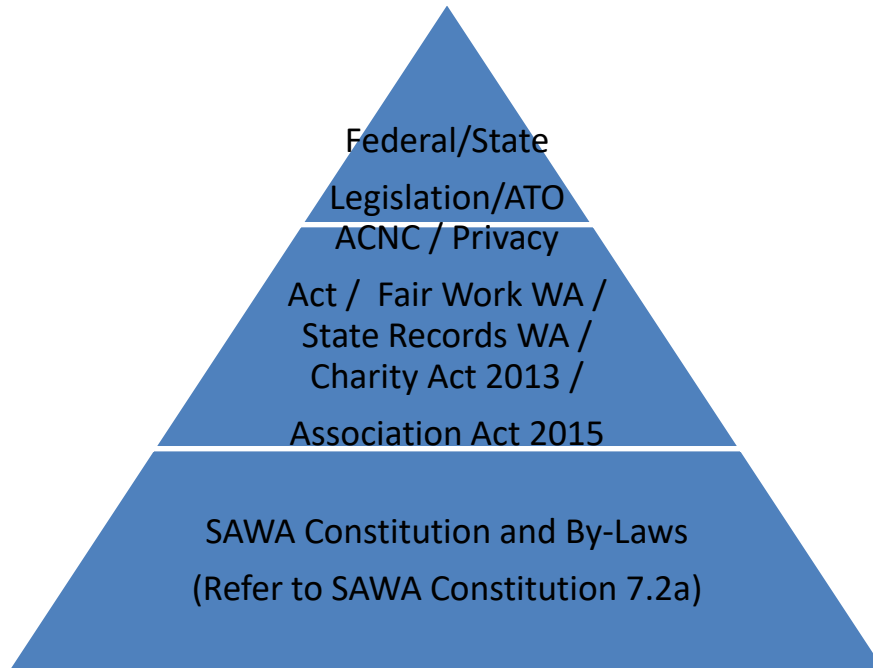 Federal/State
Legislation/ATO
ACNC / Privacy
Act /  Fair Work WA /
State Records WA /
Charity Act 2013 /
Association Act 2015
SAWA Constitution and By-Laws
(Refer to SAWA Constitution 7.2a)